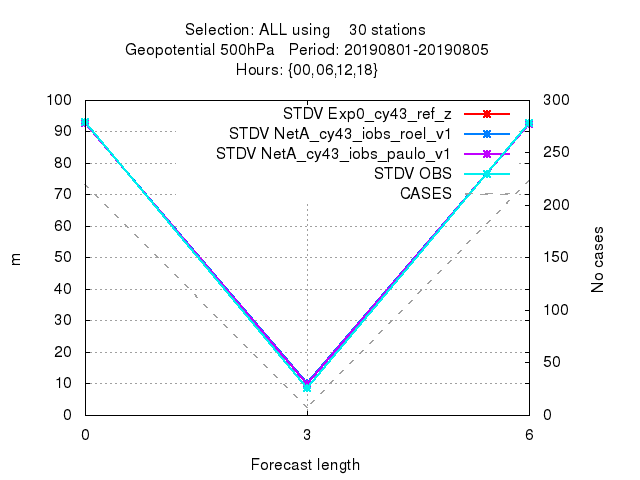 Selection: ALL using 30 stations
Geopotential 500hPa Period: 20190801-20190805
Hours: {00,06,12,18}
100 300
STDV Exp0_cy43_ref_z
90
STDV NetA_cy43_iobs_roel_v1
80 250
STDV NetA_cy43_iobs_paulo_v1
STDV OBS
70 CASES
200
60
50 150
m No cases
40
100
30
20
50
10
0 0
0 3 6
Forecast length